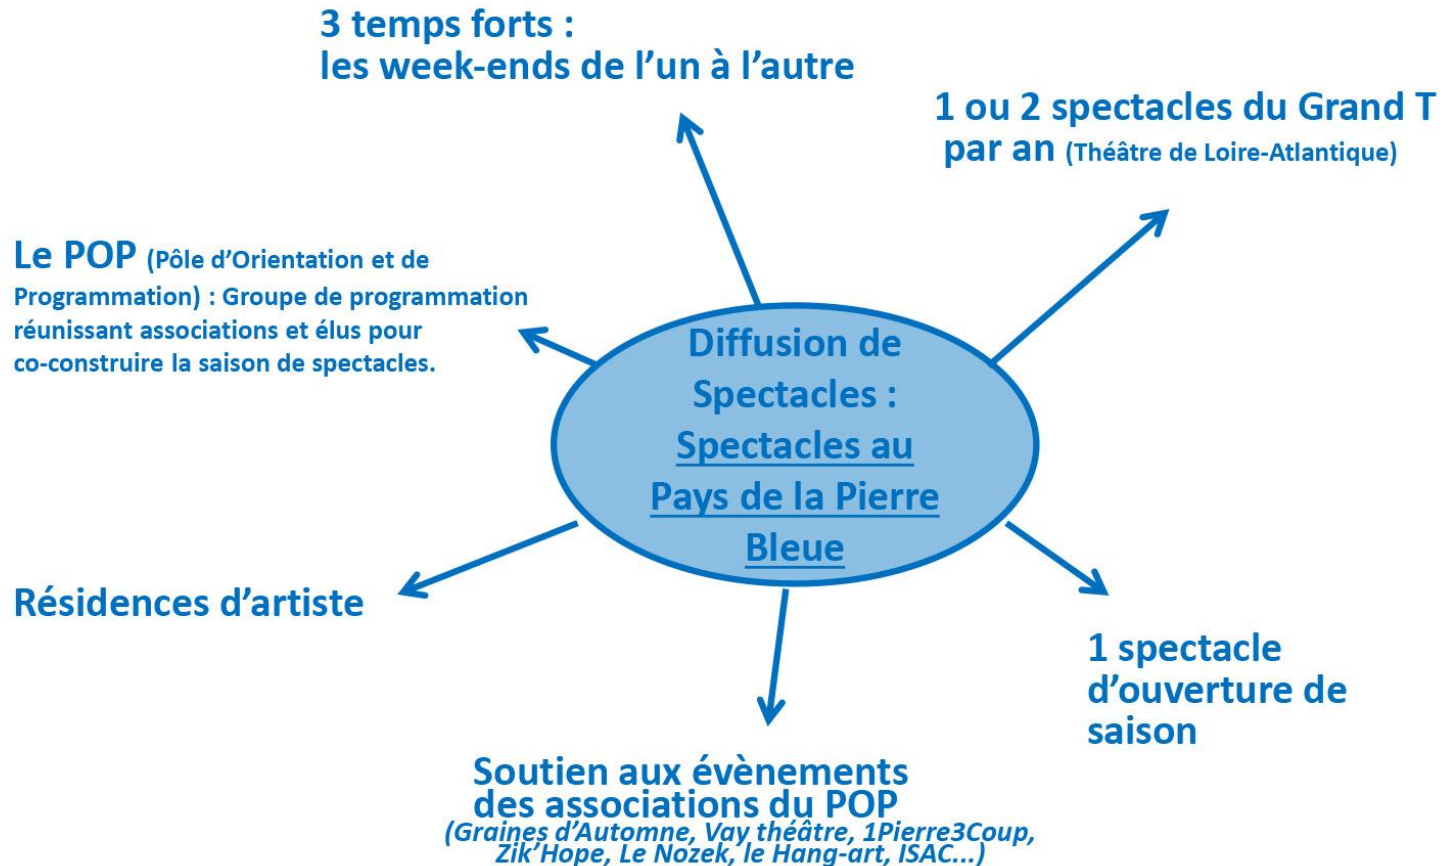 3 temps forts :
les week-ends de l’un à l’autre
1 ou 2 spectacles du Grand T
par an (Théâtre de Loire-Atlantique)
Le POP (Pôle d’Orientation et de
Programmation) : Groupe de programmation
réunissant associations et élus pour
co-construire la saison de spectacles.
Diffusion de
Spectacles :
Spectacles au
Pays de la Pierre
Bleue
Résidences d’artiste
1 spectacle
d’ouverture de
saison
Soutien aux évènements
des associations du POP
(Graines d’Automne, Vay théâtre, 1Pierre3Coup,
Zik’Hope, Le Nozek, le Hang-art, ISAC...)